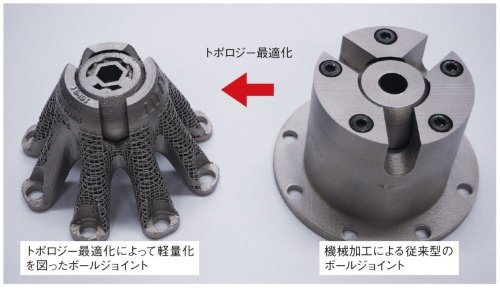 トポロジー最適化
トポロジー最適化によって軽量化
を図ったボールジョイント
機械加工による従来型の
ボールジョイント